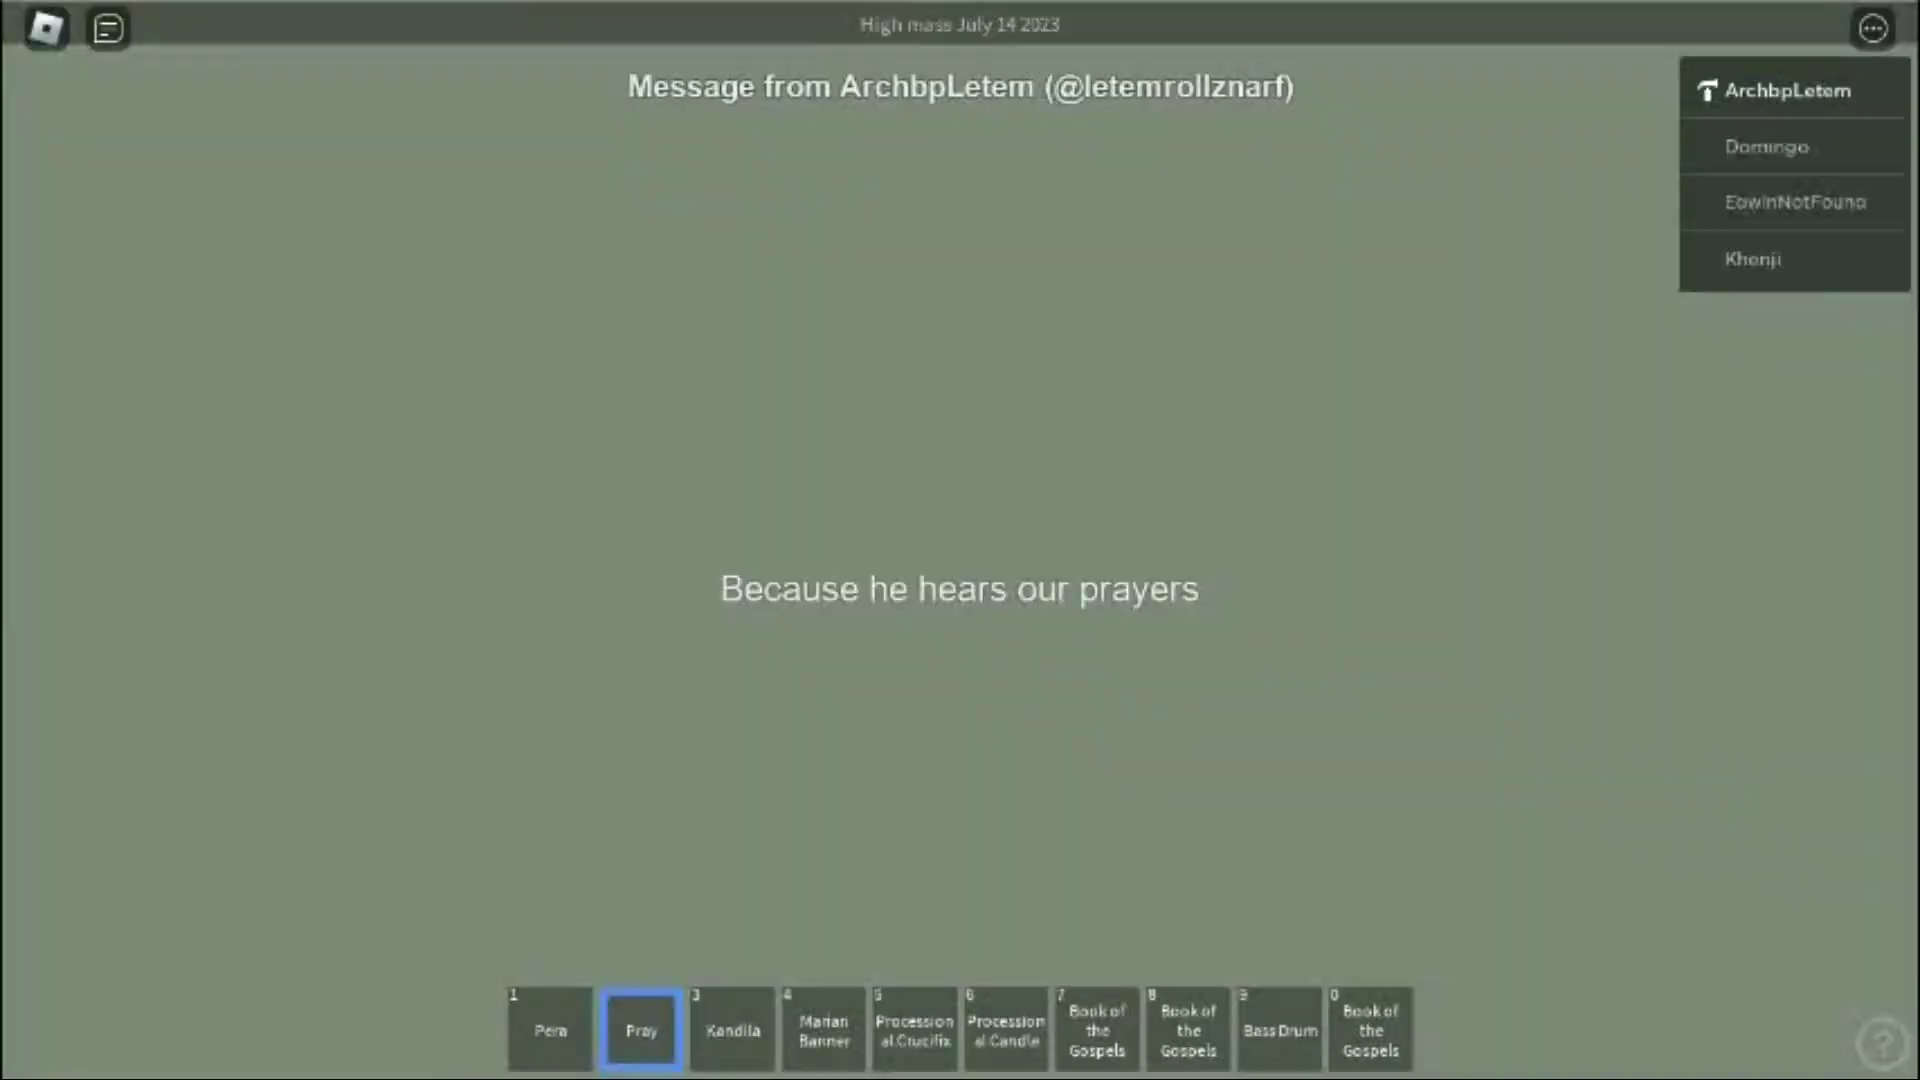 High mass July 14 2023
Message from ArchbpLetem (@letemrollznarf)
ArchbpLetem
Domingo
EdwinNotFound
Khenji
Because he hears our prayers
1
Pera
Pray
3
Kandila
4
Marian
Banner
5
Procession
al Crucifix
6
Procession
al Candle
7
Book of
the
Gospels
8
Book of
the
Gospels
9
Bass Drum
0
Book of
the
Gospels
?